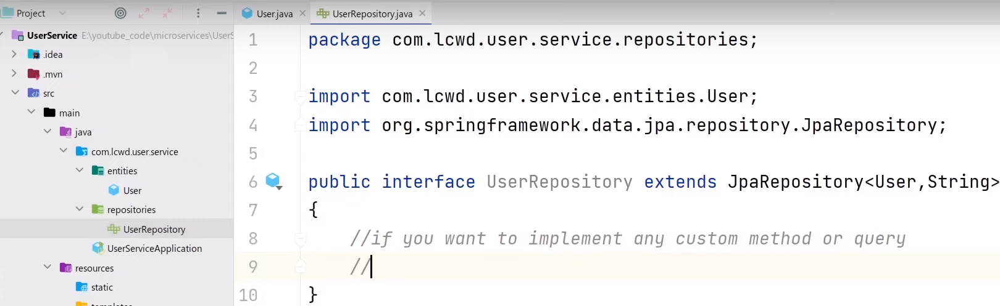 Project
User.java
UserRepository.java
UserService E:\youtube_code\microservices\UserS
.idea
.mvn
src
main
java
com.lcwd.user.service
entities
User
repositories
UserRepository
UserServiceApplication
resources
static
templates
1 package com.lcwd.user.service.repositories;
2
3 import com.lcwd.user.service.entities.User;
4 import org.springframework.data.jpa.repository.JpaRepository;
5
6 public interface UserRepository extends JpaRepository<User,String>
7 {
8 //if you want to implement any custom method or query
9 //
10 }